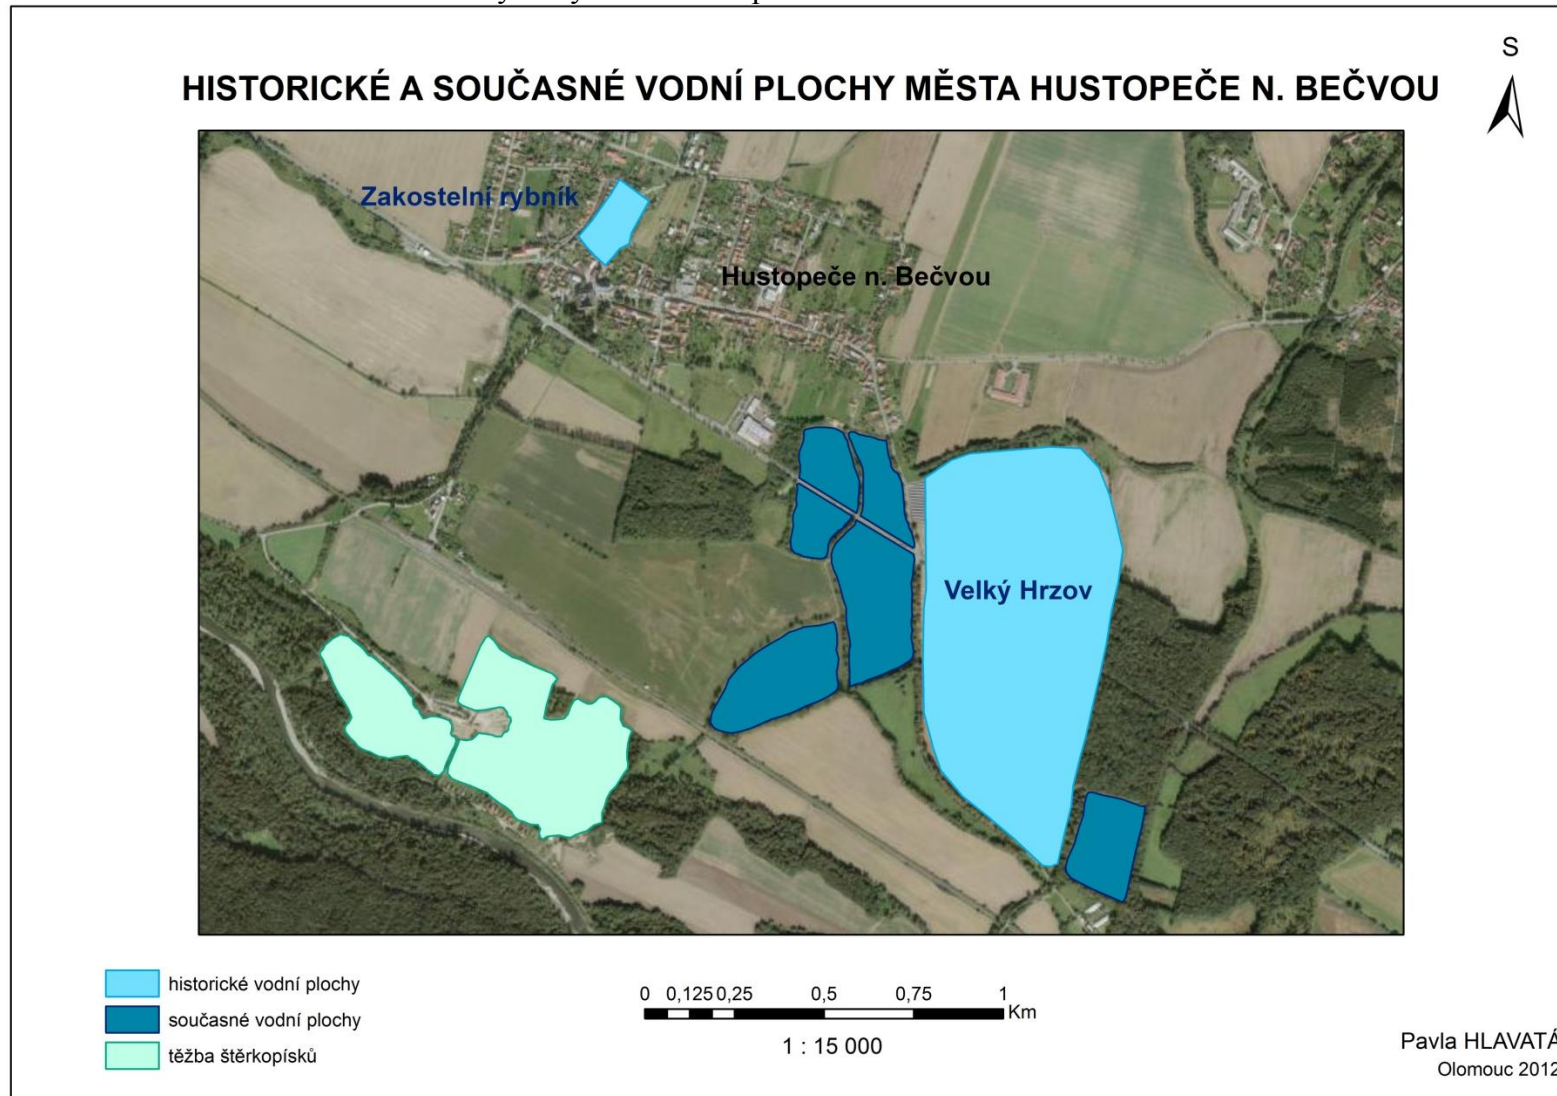 S
HISTORICKÉ A SOUČASNÉ VODNÍ PLOCHY MĚSTA HUSTOPEČE N. BEČVOU
Zakostelní rybník
Hustopeče n. Bečvou
Velký Hrzov
historické vodní plochy
současné vodní plochy
těžba štěrkopísků
0 0,125 0,25 0,5 0,75 1
Km
1 : 15 000
Pavla HLAVATÁ
Olomouc 2012